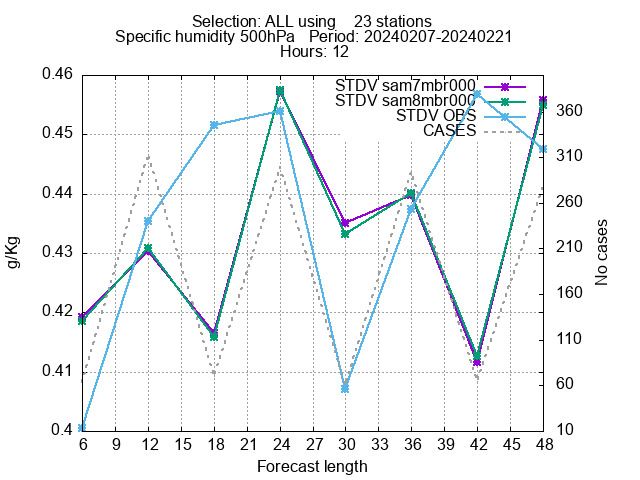 Selection: ALL using    23 stations
Specific humidity 500hPa   Period: 20240207-20240221
Hours: 12
STDV sam7mbr000
STDV sam8mbr000
STDV OBS
CASES
0.46
0.45
0.44
0.43
0.42
0.41
0.4
g/Kg
360
310
260
210
160
110
60
10
No cases
6 9 12 15 18 21 24 27 30 33 36 39 42 45 48
Forecast length